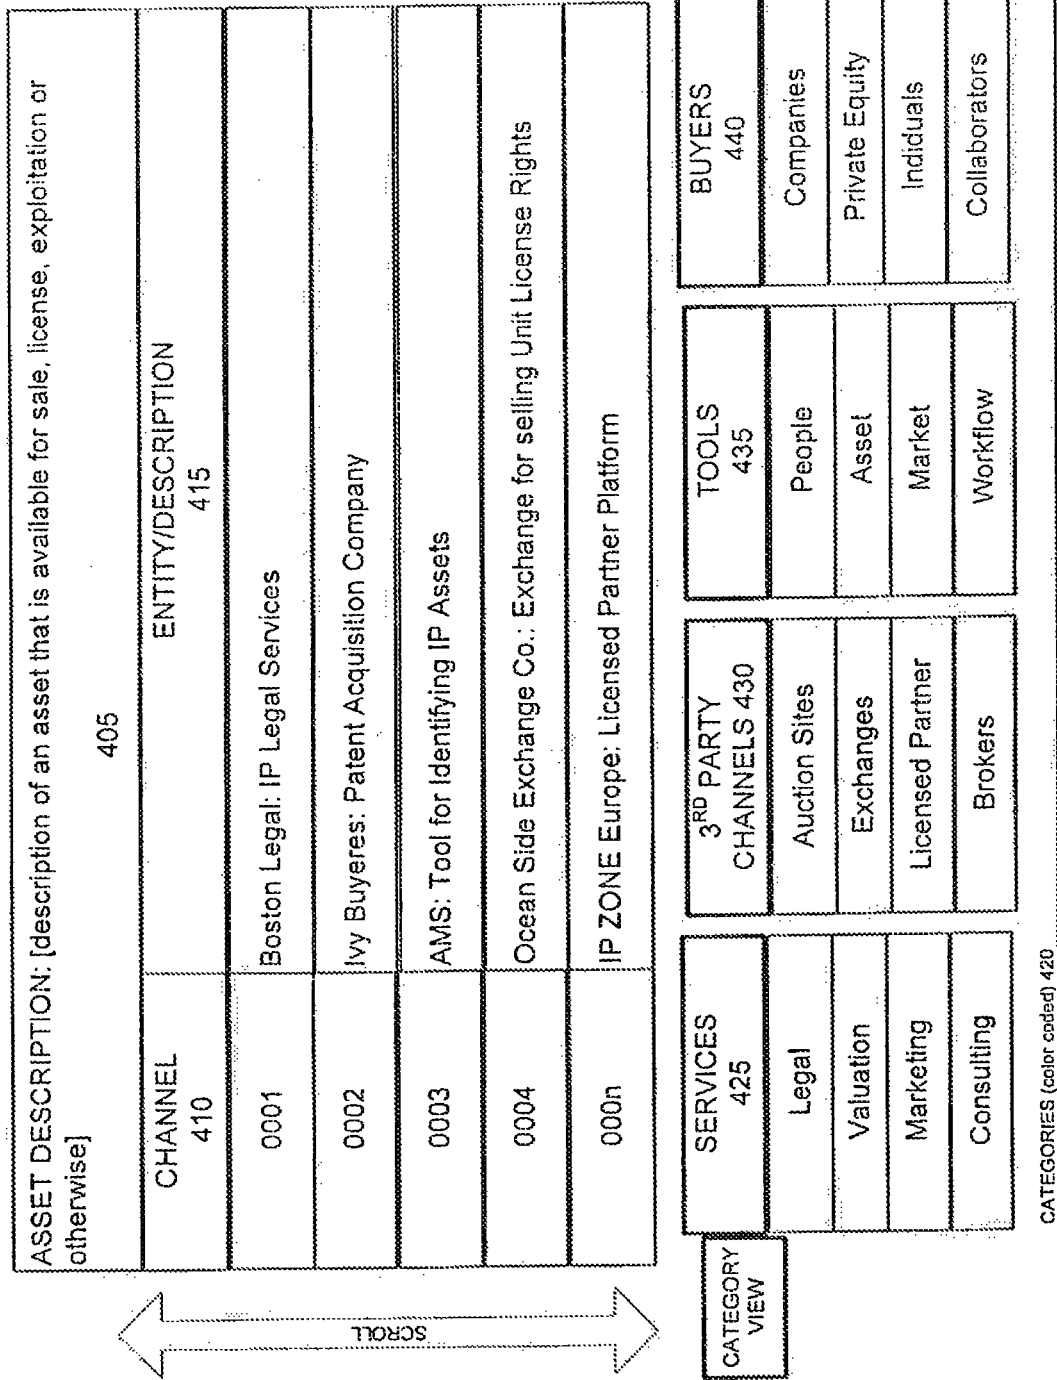 ASSET DESCRIPTION: [description of an asset that is available for sale, license, exploitation or
otherwise]
405
CHANNEL
410
ENTITY/DESCRIPTION
415
0001
Boston Legal: IP Legal Services
0002
Ivy Buyeres: Patent Acquisition Company
0003
AMS: Tool for Identifying IP Assets
0004
Ocean Side Exchange Co.: Exchange for selling Unit License Rights
000n
IP ZONE Europe: Licensed Partner Platform
SCROLL
CATEGORY
VIEW
SERVICES
425
Legal
Valuation
Marketing
Consulting
3RD PARTY
CHANNELS 430
Auction Sites
Exchanges
Licensed Partner
Brokers
TOOLS
435
People
Asset
Market
Workflow
BUYERS
440
Companies
Private Equity
Indiduals
Collaborators
CATEGORIES (color coded) 420